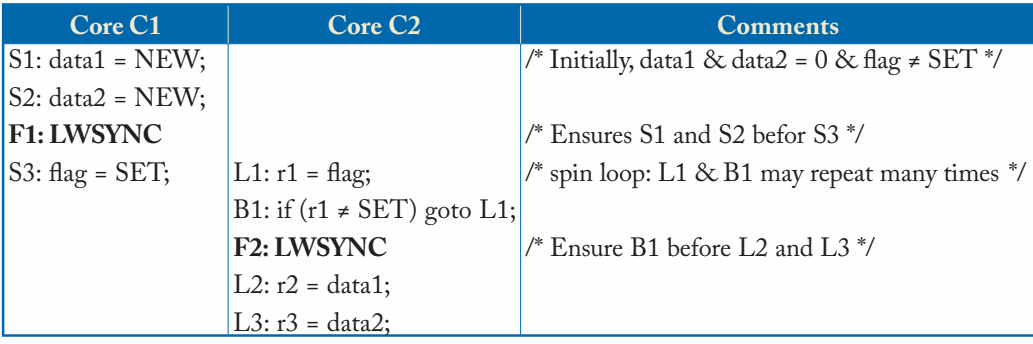 Core C1 Core C2 Comments
S1: data1 = NEW; /* Initially, data1 & data2 = 0 & flag ≠ SET */
S2: data2 = NEW;
F1: LWSYNC /* Ensures S1 and S2 befor S3 */
S3: flag = SET; L1: r1 = flag; /* spin loop: L1 & B1 may repeat many times */
B1: if (r1 ≠ SET) goto L1;
F2: LWSYNC /* Ensure B1 before L2 and L3 */
L2: r2 = data1;
L3: r3 = data2;